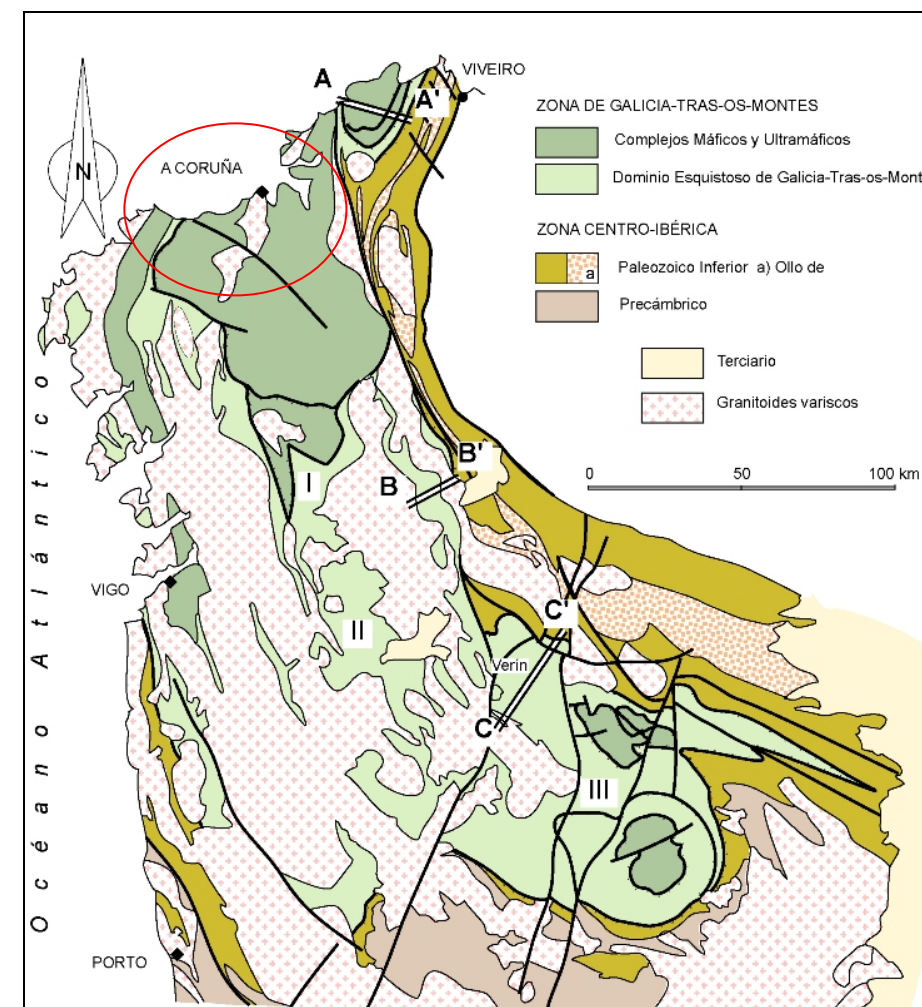 VIVEIRO
A
A'
ZONA DE GALICIA-TRAS-OS-MONTES
Complejos Máficos y Ultramáficos
Dominio Esquistoso de Galicia-Tras-os-Mont
N
A CORUÑA
ZONA CENTRO-IBÉRICA
a
Paleozoico Inferior a) Ollo de
Precámbrico
Terciario
Granitoides variscos
B'
0 50 100 km
I
B
VIGO
C'
II
Verín
C
III
PORTO
Océano Atlántico